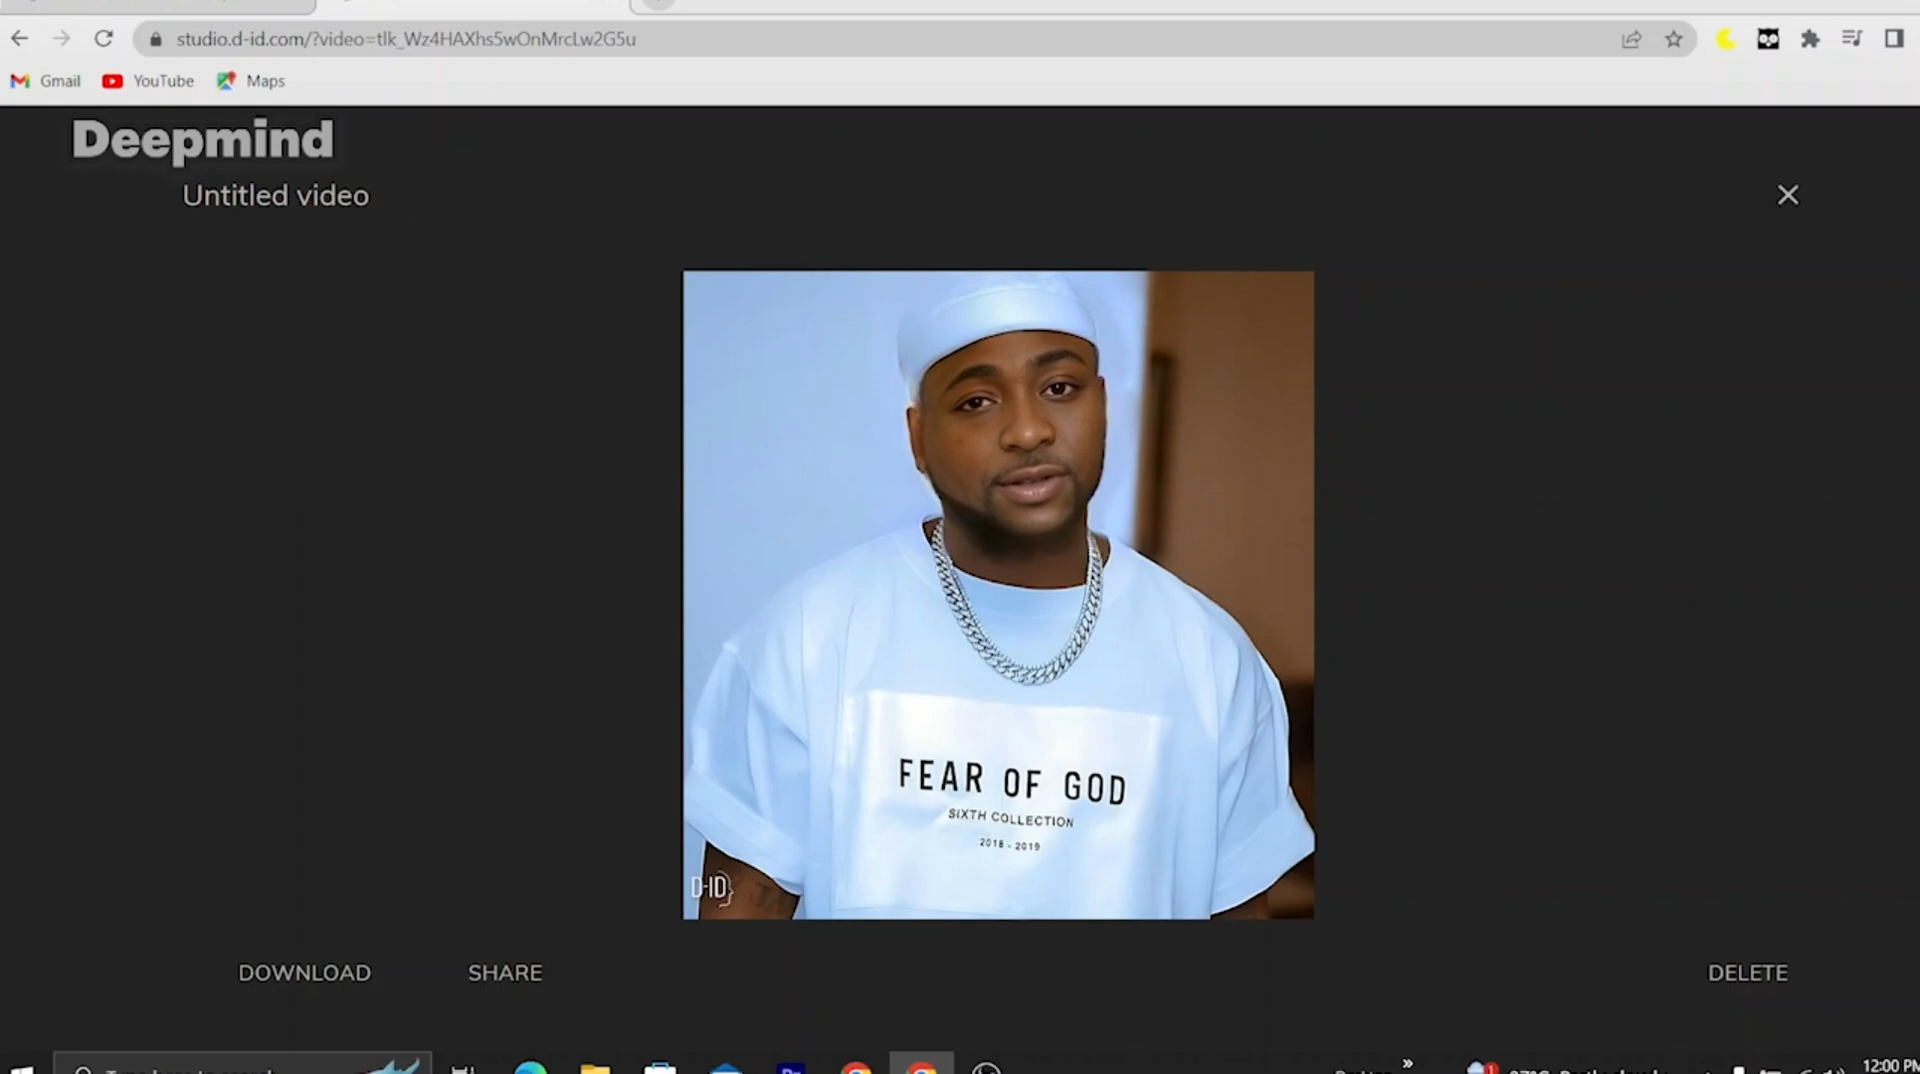 studio.d-id.com/?video=tlk_Wz4HAXhs5wOnMrcLw2G5u
Gmail YouTube Maps
Deepmind
Untitled video
FEAR OF GOD
SIXTH COLLECTION
2018 - 2019
D-ID
DOWNLOAD SHARE DELETE
12:00 PM